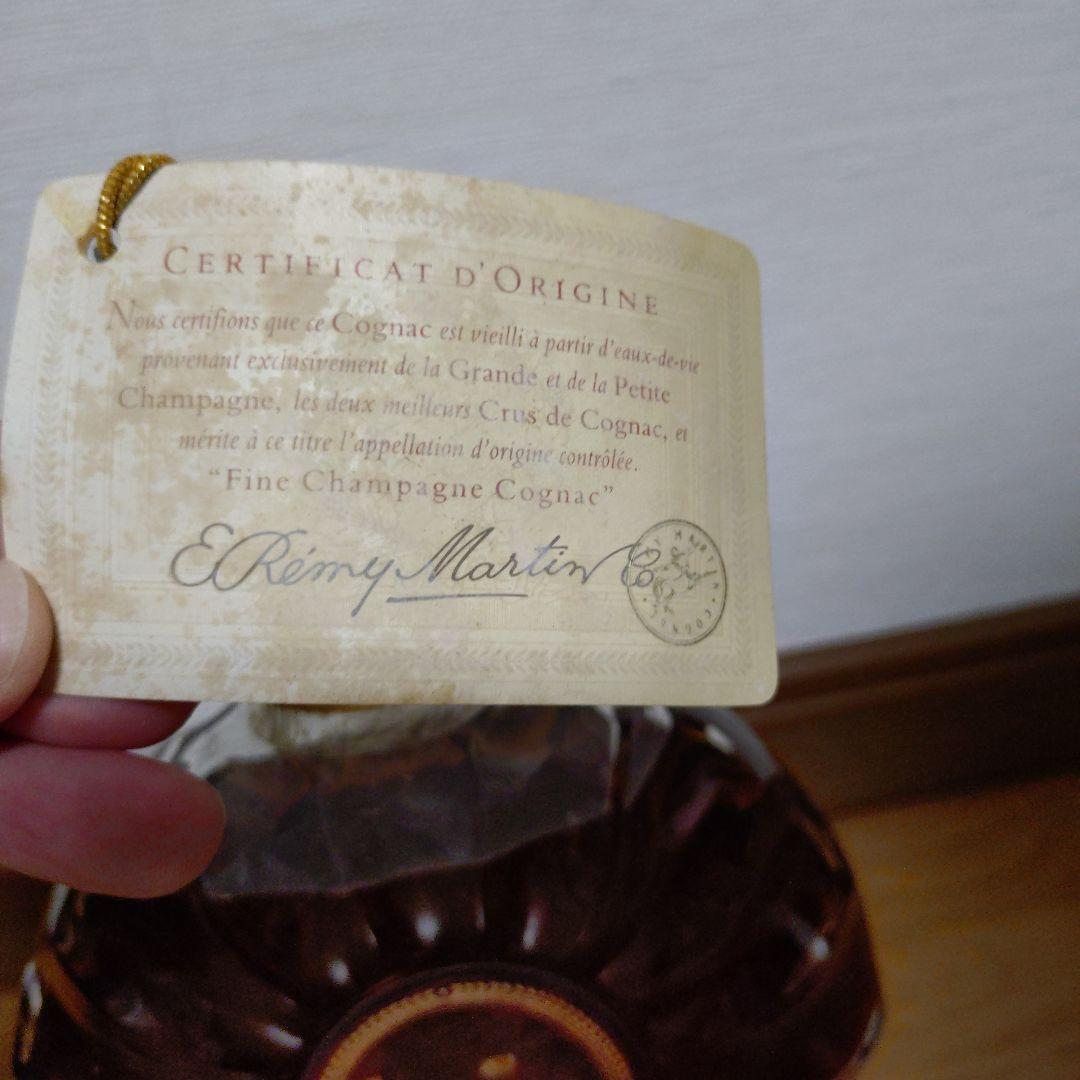 CERTIFICAT D'ORIGINE
Nous certifions que ce Cognac est vieilli à partir d'eaux-de-vie
provenant exclusivement de la Grande et de la Petite
Champagne, les deux meilleurs Crus de Cognac, et
mérite à ce titre l'appellation d'origine contrôlée.
"Fine Champagne Cognac"
E Rémy Martin & Co
MARTIN • COGNAC •